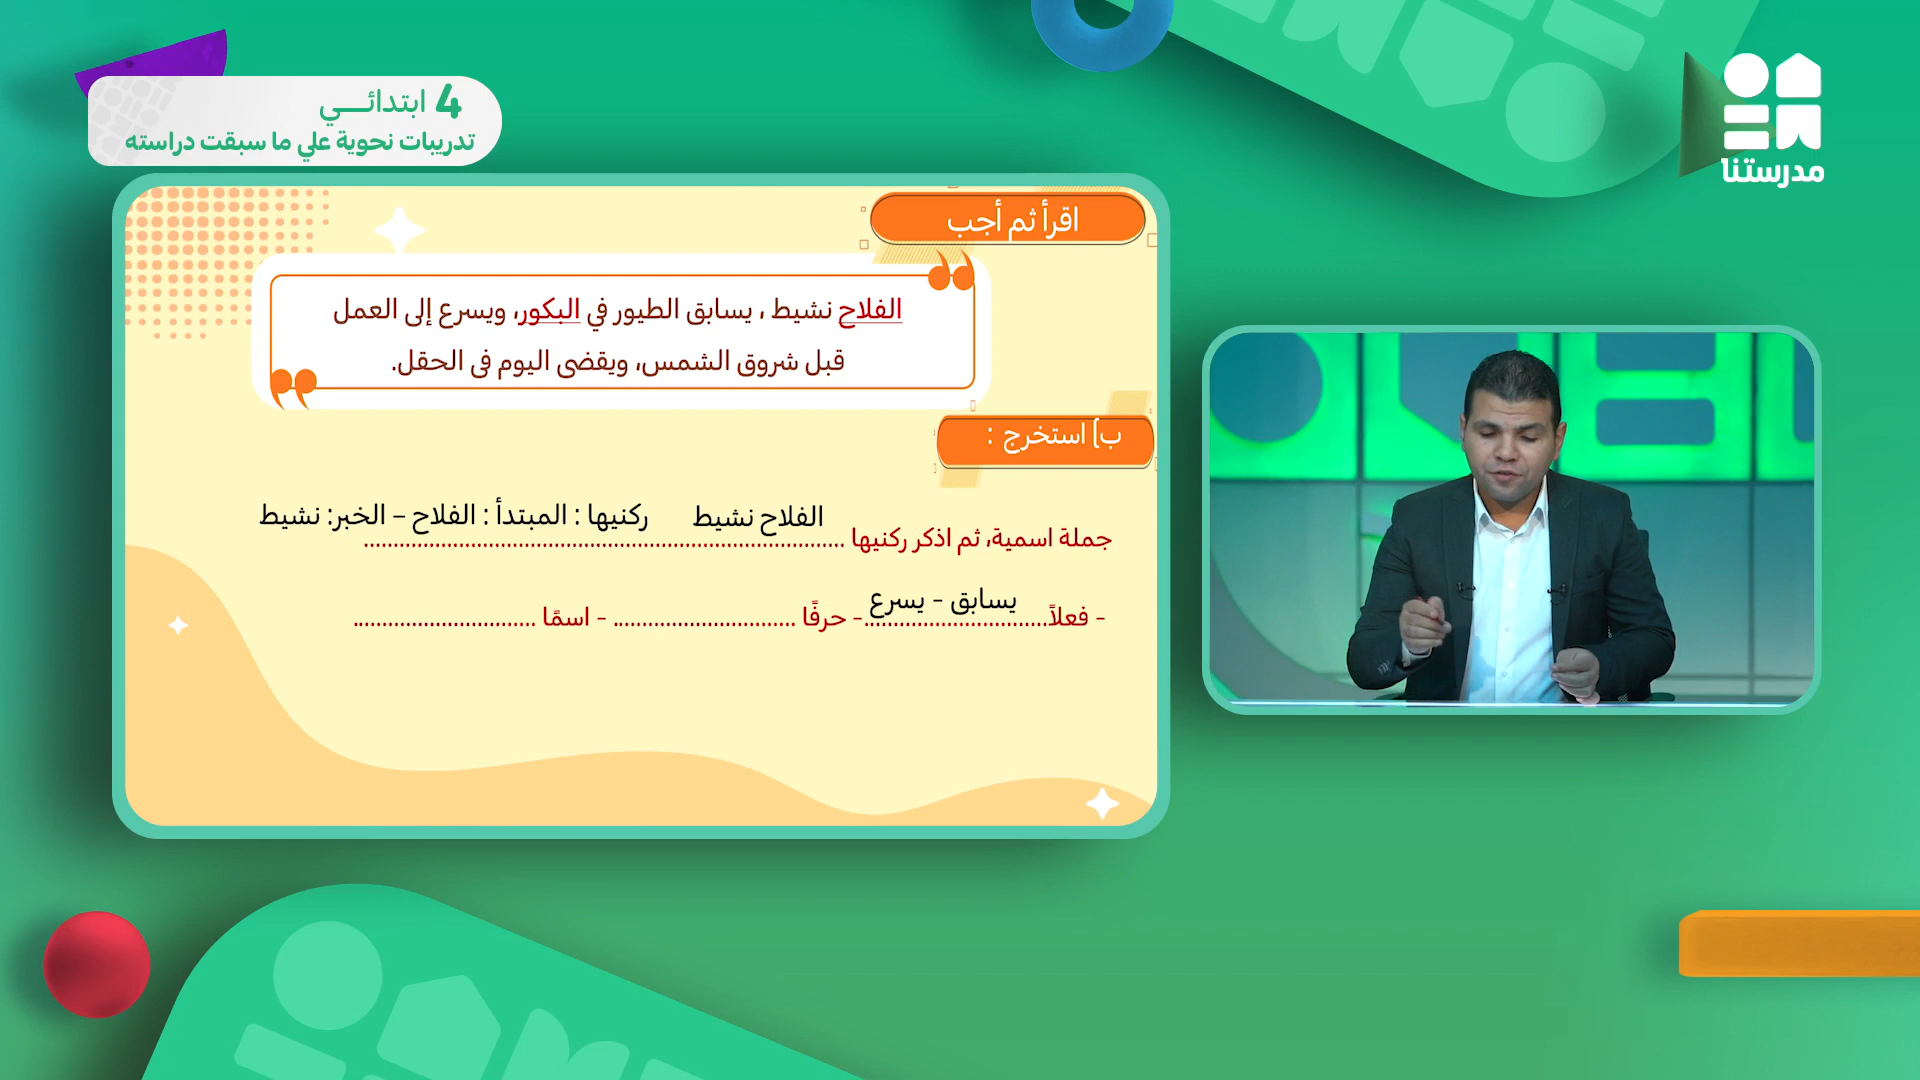 4 ابتدائــــي
تدريبات نحوية علي ما سبقت دراسته
مدرستنا
اقرأ ثم أجب
الفلاح نشيط ، يسابق الطيور في البكور، ويسرع إلى العمل
قبل شروق الشمس، ويقضى اليوم فى الحقل.
ب) استخرج :
الفلاح نشيط ركنيها : المبتدأ : الفلاح – الخبر: نشيط
جملة اسمية، ثم اذكر ركنيها ....................................................................................
يسابق - يسرع
- فعلاً................................- حرفًا ................................ - اسمًا ................................